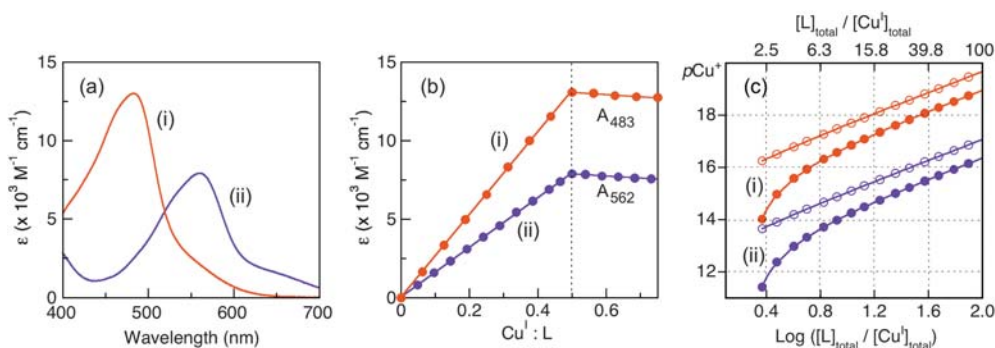 (a)
(i)
(ii)
ε (x 10³ M⁻¹ cm⁻¹)
15
10
5
0
400 500 600 700
Wavelength (nm)
(b)
(i)
A₄₈₃
(ii)
A₅₆₂
ε (x 10³ M⁻¹ cm⁻¹)
15
10
5
0
0 0.2 0.4 0.6
Cuᴵ : L
[L]total / [Cuᴵ]total
2.5 6.3 15.8 39.8 100
pCu⁺
(c)
18
16
14
12
(i)
(ii)
0.4 0.8 1.2 1.6 2.0
Log ([L]total / [Cuᴵ]total)